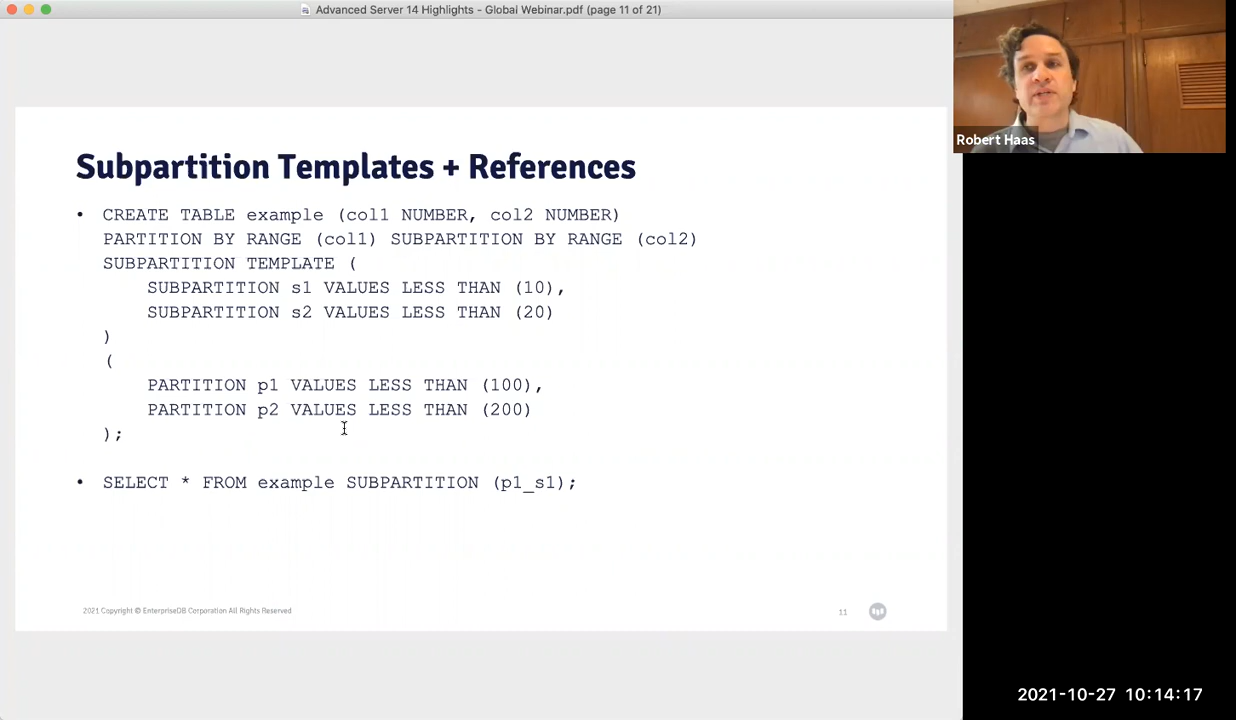 Advanced Server 14 Highlights - Global Webinar.pdf (page 11 of 21)
Robert Haas
Subpartition Templates + References
• CREATE TABLE example (col1 NUMBER, col2 NUMBER)
PARTITION BY RANGE (col1) SUBPARTITION BY RANGE (col2)
SUBPARTITION TEMPLATE (
SUBPARTITION s1 VALUES LESS THAN (10),
SUBPARTITION s2 VALUES LESS THAN (20)
)
(
PARTITION p1 VALUES LESS THAN (100),
PARTITION p2 VALUES LESS THAN (200)
);
• SELECT * FROM example SUBPARTITION (p1_s1);
2021 Copyright © EnterpriseDB Corporation All Rights Reserved
11
2021-10-27 10:14:17